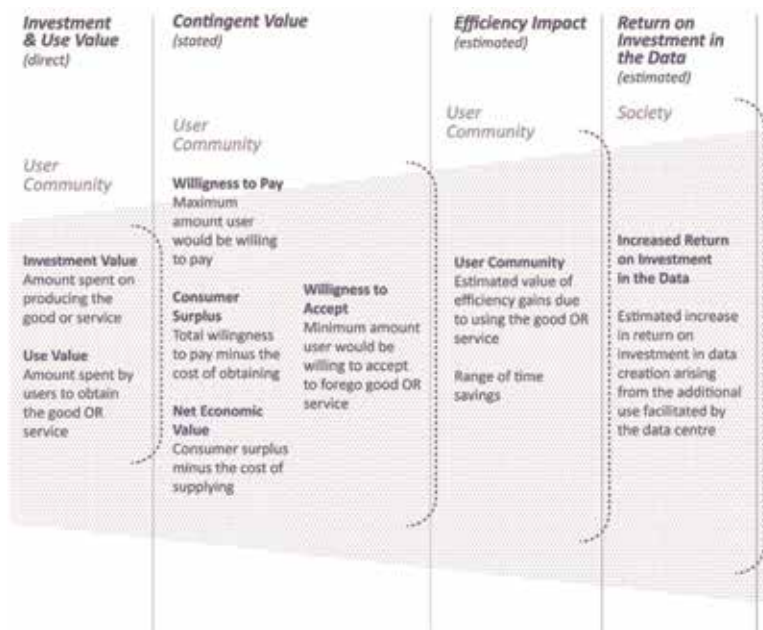 Investment
& Use Value
(direct)
User
Community
Investment Value
Amount spent on
producing the
good or service
Use Value
Amount spent by
users to obtain
the good OR
service
Contingent Value
(stated)
User
Community
Willigness to Pay
Maximum
amount user
would be willing
to pay
Consumer
Surplus
Total wilingness
to pay minus the
cost of obtaining
Net Economic
Value
Consumer surplus
minus the cost of
supplying
Willigness to
Accept
Minimum amount
user would be
willing to accept
to forego good OR
service
Efficiency Impact
(estimated)
User
Community
User Community
Estimated value of
efficiency gains due
to using the good OR
service
Range of time
savings
Return on
Investment in
the Data
(estimated)
Society
Increased Return
on Investment
in the Data
Estimated increase
in return on
investment in data
creation arising
from the additional
use facilitated by
the data centre